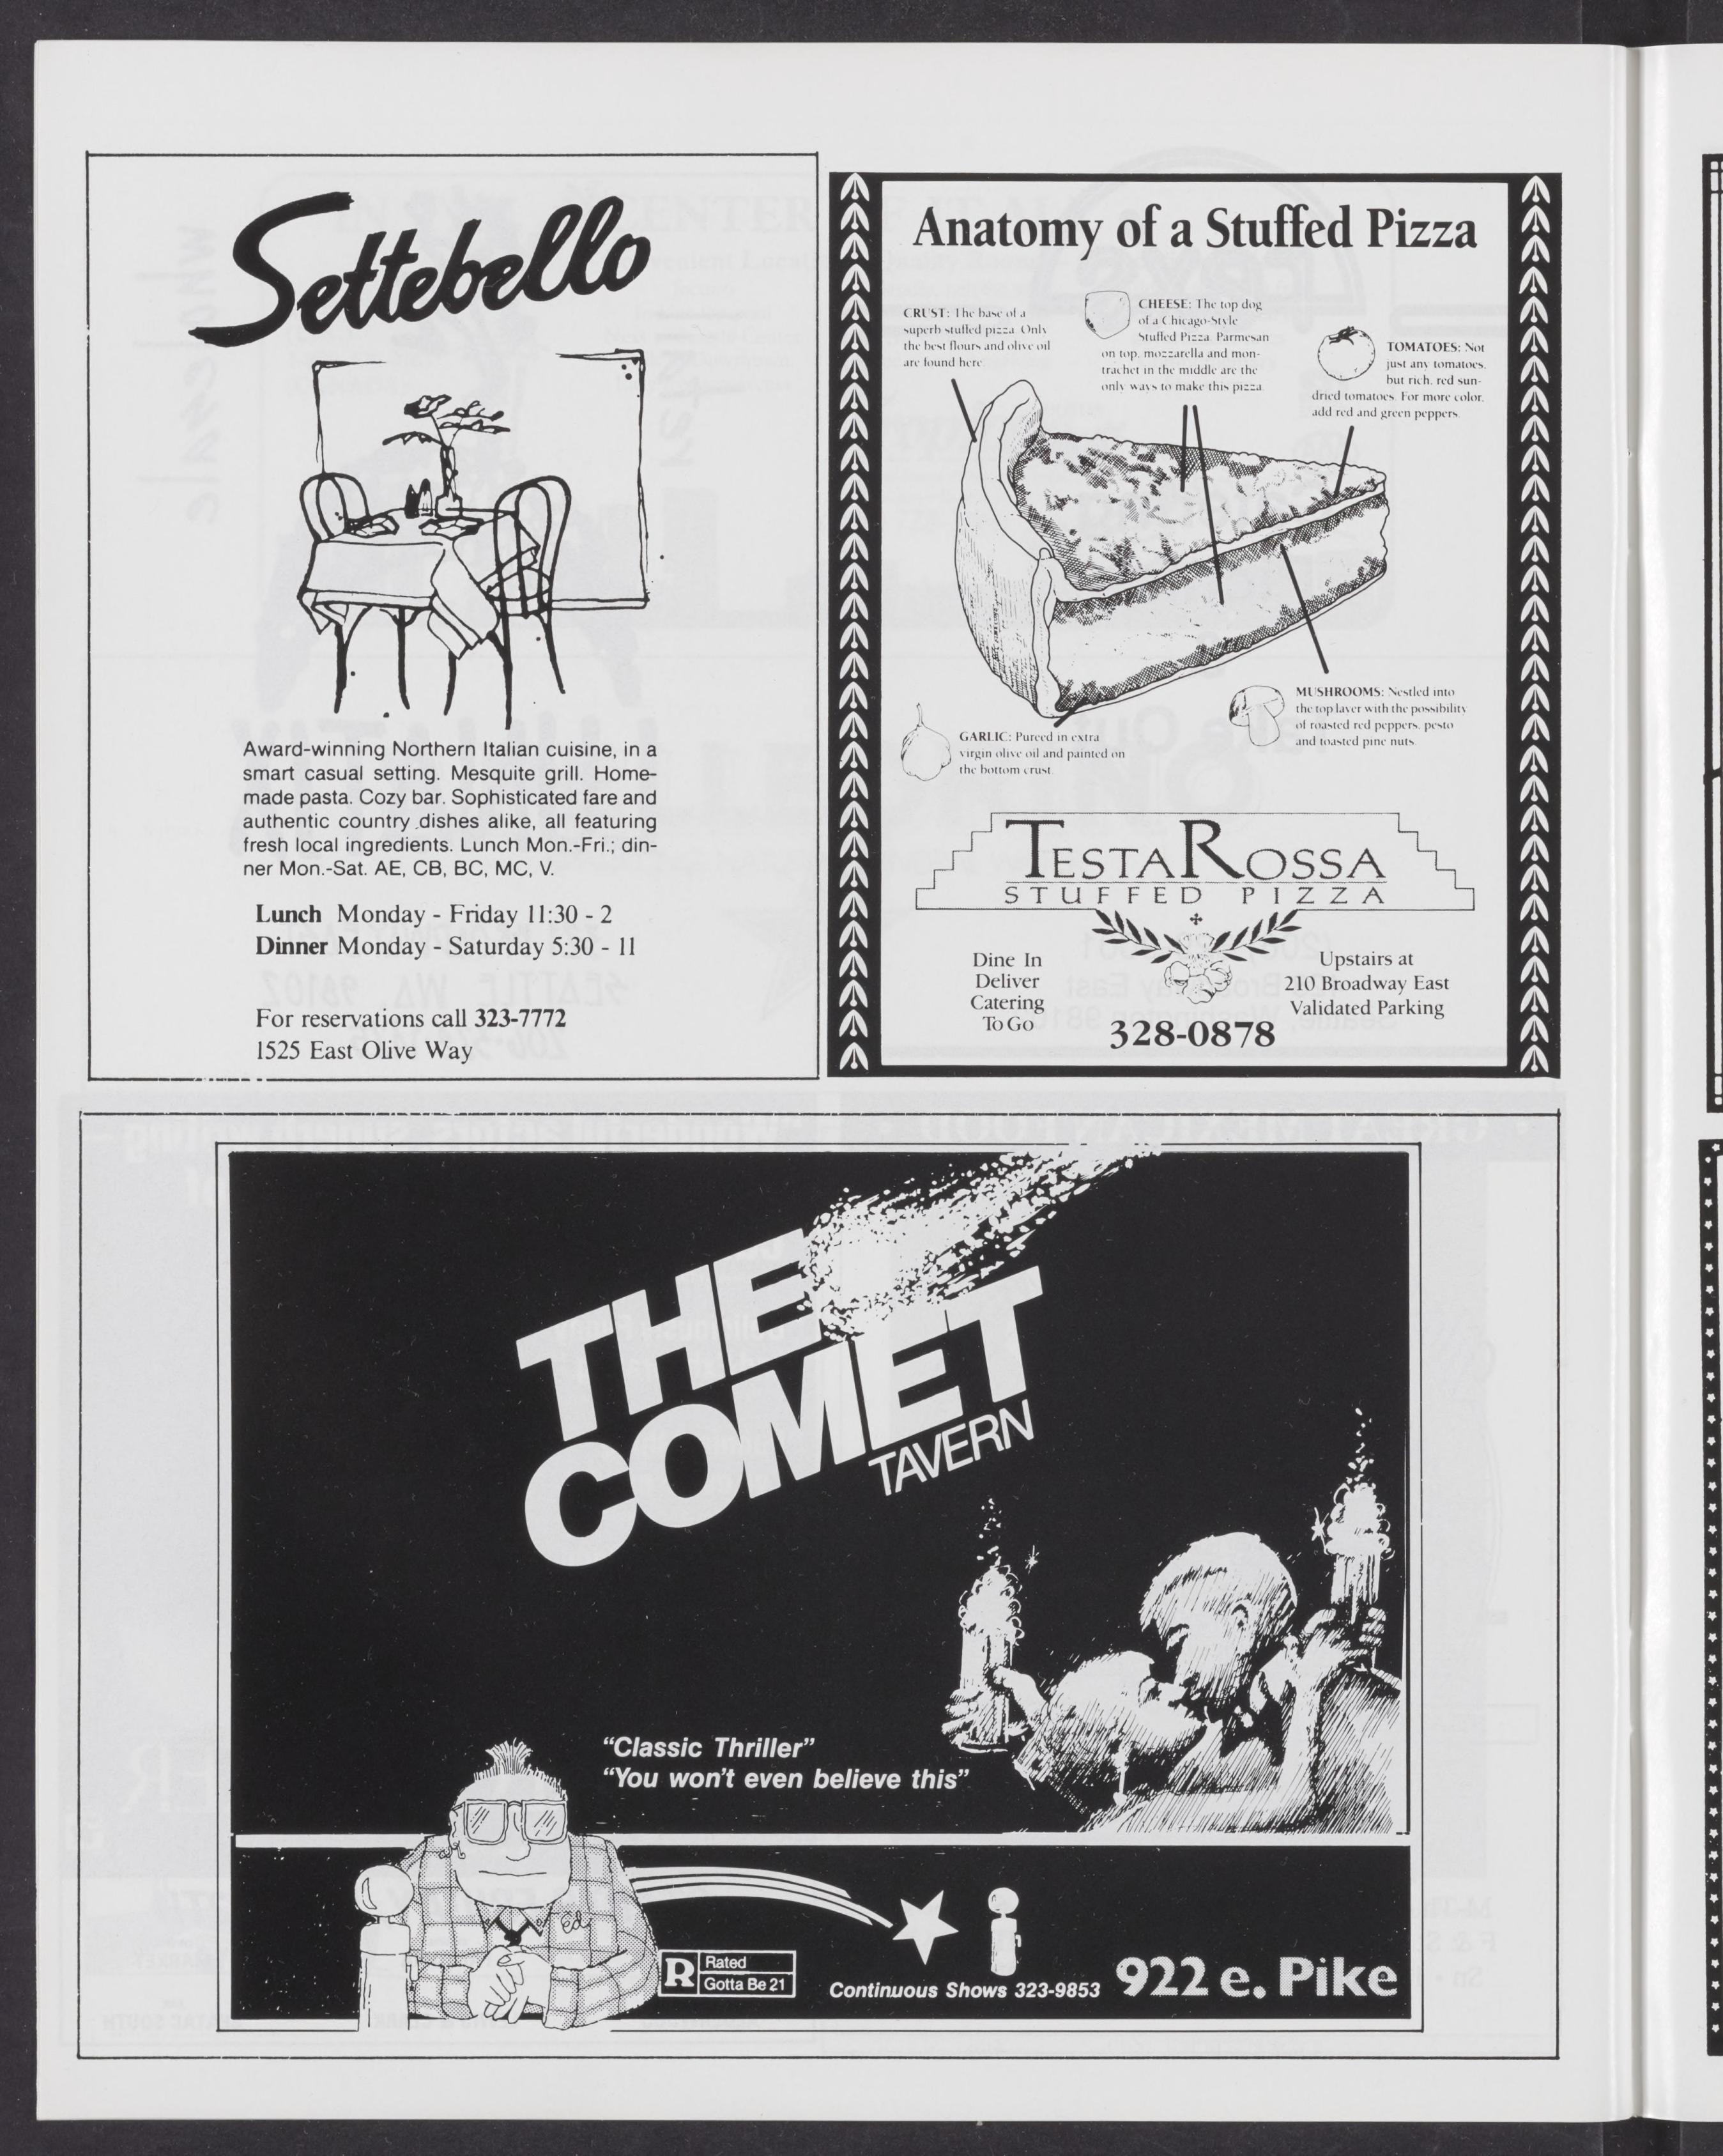 Settebello
Award-winning Northern Italian cuisine, in a
smart casual setting. Mesquite grill. Home-
made pasta. Cozy bar. Sophisticated fare and
authentic country dishes alike, all featuring
fresh local ingredients. Lunch Mon.-Fri.; din-
ner Mon.-Sat. AE, CB, BC, MC, V.
Lunch Monday - Friday 11:30 - 2
Dinner Monday - Saturday 5:30 - 11
For reservations call 323-7772
1525 East Olive Way
Anatomy of a Stuffed Pizza
CRUST: The base of a
superb stuffed pizza. Only
the best flours and olive oil
are found here.
CHEESE: The top dog
of a Chicago-Style
Stuffed Pizza. Parmesan
on top, mozzarella and mon-
trachet in the middle are the
only ways to make this pizza.
TOMATOES: Not
just any tomatoes,
but rich, red sun-
dried tomatoes. For more color,
add red and green peppers.
MUSHROOMS: Nestled into
the top layer with the possibility
of roasted red peppers, pesto
and toasted pine nuts.
GARLIC: Pureed in extra
virgin olive oil and painted on
the bottom crust.
TESTAROSSA
STUFFED PIZZA
Dine In
Deliver
Catering
To Go
Upstairs at
210 Broadway East
Validated Parking
328-0878
THE
COMET
TAVERN
"Classic Thriller"
"You won't even believe this"
Ed
R Rated
Gotta Be 21
Continuous Shows 323-9853
922 e. Pike